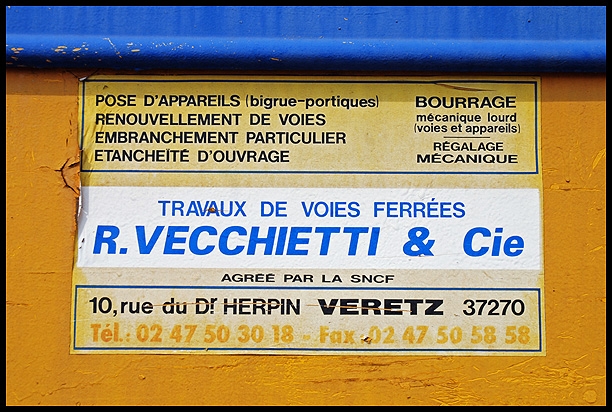 POSE D'APPAREILS (bigrue-portiques)
RENOUVELLEMENT DE VOIES
EMBRANCHEMENT PARTICULIER
ETANCHEÏTÉ D'OUVRAGE
BOURRAGE
mécanique lourd
(voies et appareils)
RÉGALAGE
MÉCANIQUE
TRAVAUX DE VOIES FERRÉES
R.VECCHIETTI & Cie
AGRÉÉ PAR LA SNCF
10, rue du Dr HERPIN VERETZ 37270
Tél.: 02 47 50 30 18 - Fax: 02 47 50 58 58